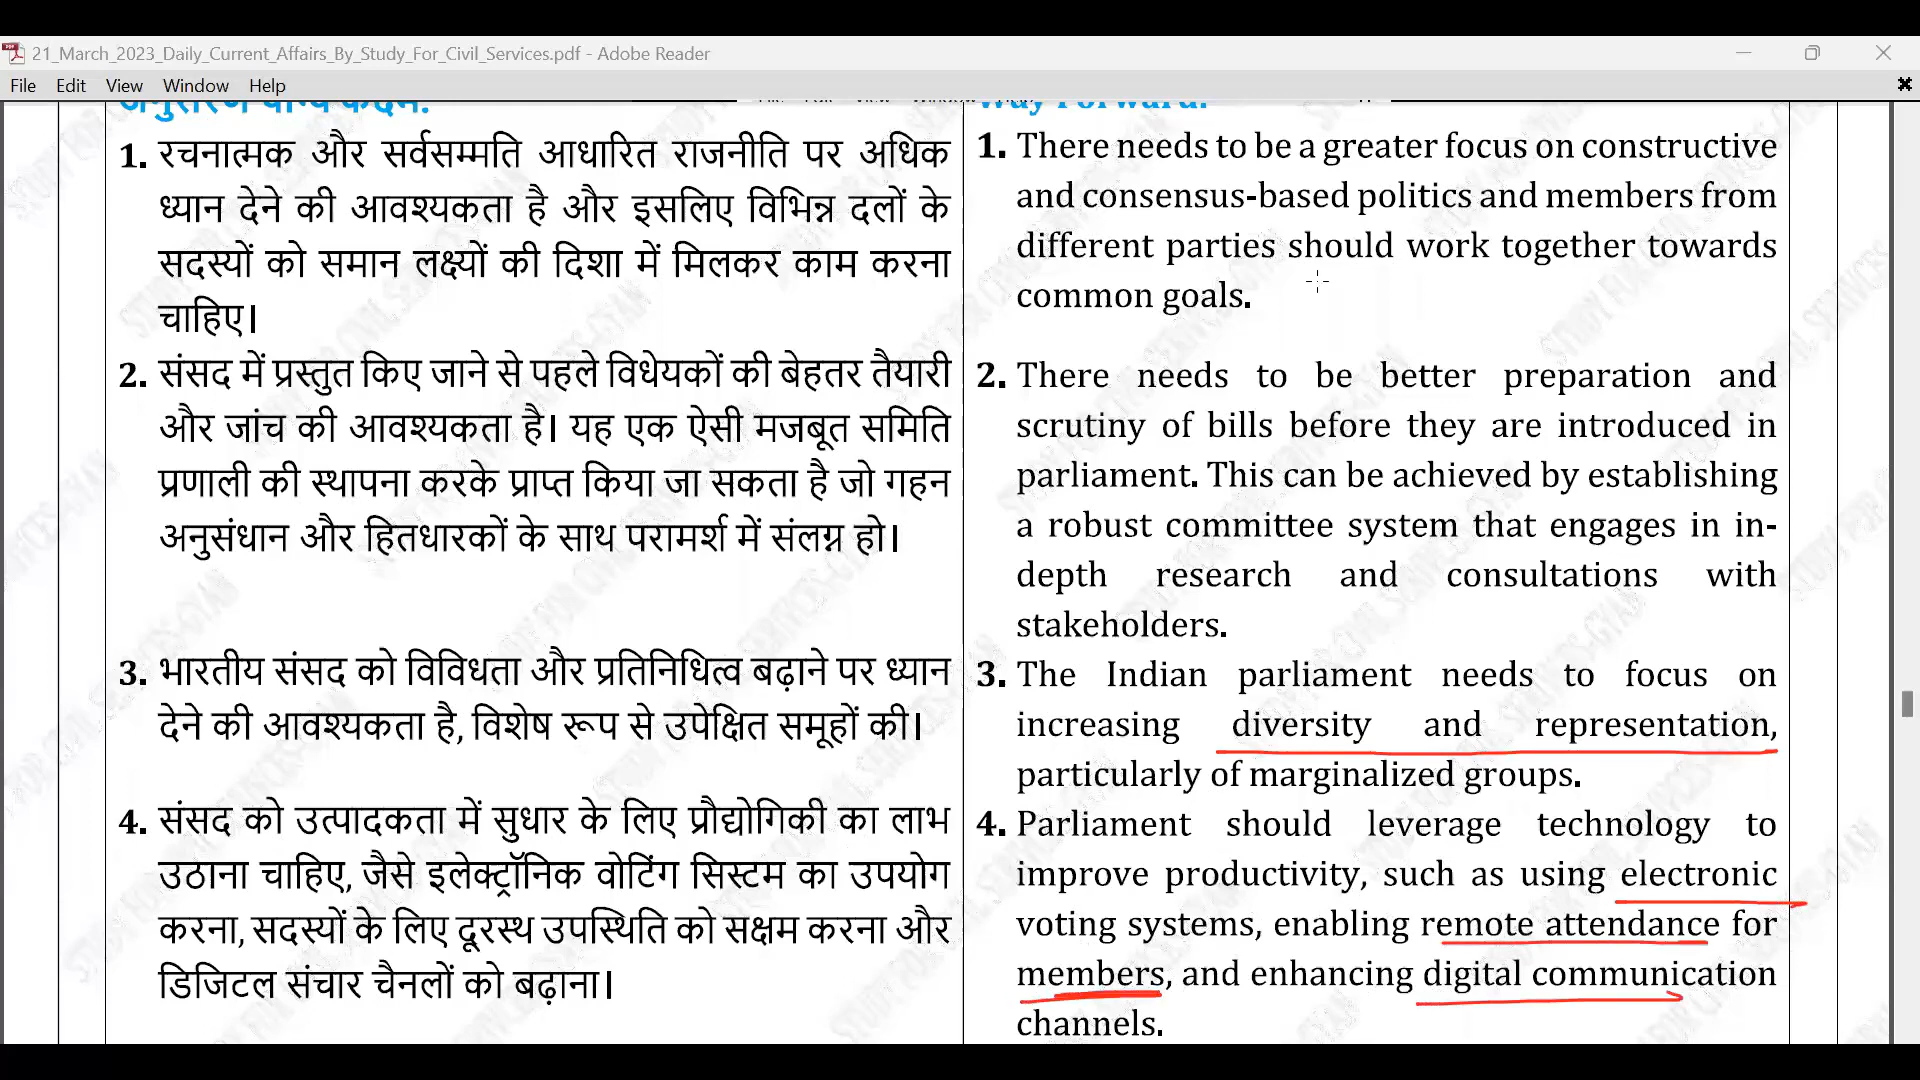 21_March_2023_Daily_Current_Affairs_By_Study_For_Civil_Services.pdf - Adobe Reader
File Edit View Window Help
Way Forward:
1. रचनात्मक और सर्वसम्मति आधारित राजनीति पर अधिक
ध्यान देने की आवश्यकता है और इसलिए विभिन्न दलों के
सदस्यों को समान लक्ष्यों की दिशा में मिलकर काम करना
चाहिए।
2. संसद में प्रस्तुत किए जाने से पहले विधेयकों की बेहतर तैयारी
और जांच की आवश्यकता है। यह एक ऐसी मजबूत समिति
प्रणाली की स्थापना करके प्राप्त किया जा सकता है जो गहन
अनुसंधान और हितधारकों के साथ परामर्श में संलग्न हो।
3. भारतीय संसद को विविधता और प्रतिनिधित्व बढ़ाने पर ध्यान
देने की आवश्यकता है, विशेष रूप से उपेक्षित समूहों की।
4. संसद को उत्पादकता में सुधार के लिए प्रौद्योगिकी का लाभ
उठाना चाहिए, जैसे इलेक्ट्रॉनिक वोटिंग सिस्टम का उपयोग
करना, सदस्यों के लिए दूरस्थ उपस्थिति को सक्षम करना और
डिजिटल संचार चैनलों को बढ़ाना।
1. There needs to be a greater focus on constructive
and consensus-based politics and members from
different parties should work together towards
common goals.
2. There needs to be better preparation and
scrutiny of bills before they are introduced in
parliament. This can be achieved by establishing
a robust committee system that engages in in-
depth research and consultations with
stakeholders.
3. The Indian parliament needs to focus on
increasing diversity and representation,
particularly of marginalized groups.
4. Parliament should leverage technology to
improve productivity, such as using electronic
voting systems, enabling remote attendance for
members, and enhancing digital communication
channels.